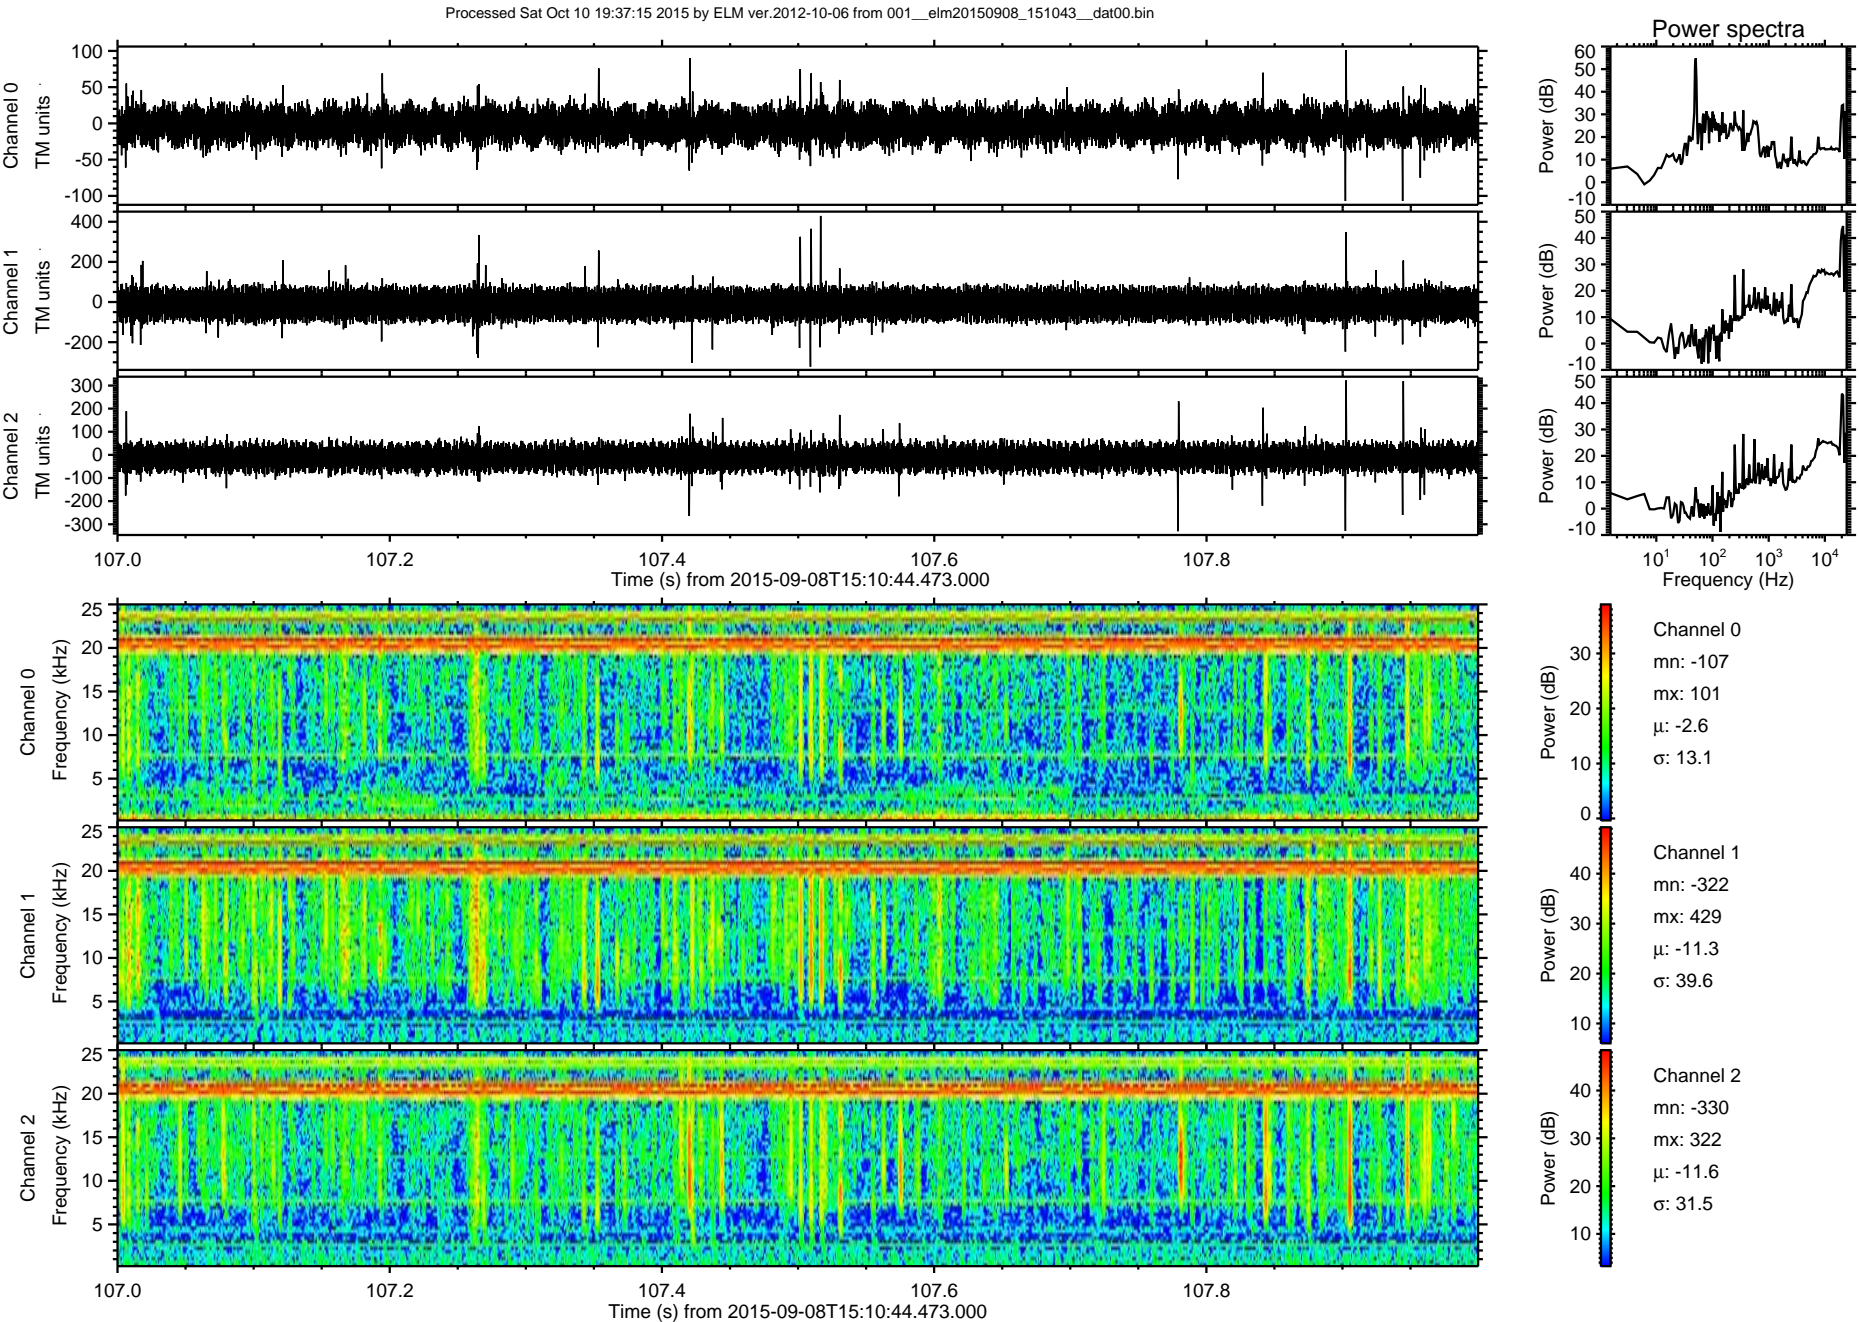 Processed Sat Oct 10 19:37:15 2015 by ELM ver.2012-10-06 from 001__elm20150908_151043__dat00.bin
Power spectra
Channel 0
TM units
100
50
0
-50
-100
Power (dB)
60
50
40
30
20
10
0
-10
Channel 1
TM units
400
200
0
-200
Power (dB)
50
40
30
20
10
0
-10
Channel 2
TM units
300
200
100
0
-100
-200
-300
Power (dB)
50
40
30
20
10
0
-10
107.0 107.2 107.4 107.6 107.8
Time (s) from 2015-09-08T15:10:44.473.000
10^1 10^2 10^3 10^4
Frequency (Hz)
Channel 0
Frequency (kHz)
25
20
15
10
5
Power (dB)
30
20
10
0
Channel 0
mn: -107
mx: 101
μ: -2.6
σ: 13.1
Channel 1
Frequency (kHz)
25
20
15
10
5
Power (dB)
40
30
20
10
Channel 1
mn: -322
mx: 429
μ: -11.3
σ: 39.6
Channel 2
Frequency (kHz)
25
20
15
10
5
Power (dB)
40
30
20
10
Channel 2
mn: -330
mx: 322
μ: -11.6
σ: 31.5
107.0 107.2 107.4 107.6 107.8
Time (s) from 2015-09-08T15:10:44.473.000